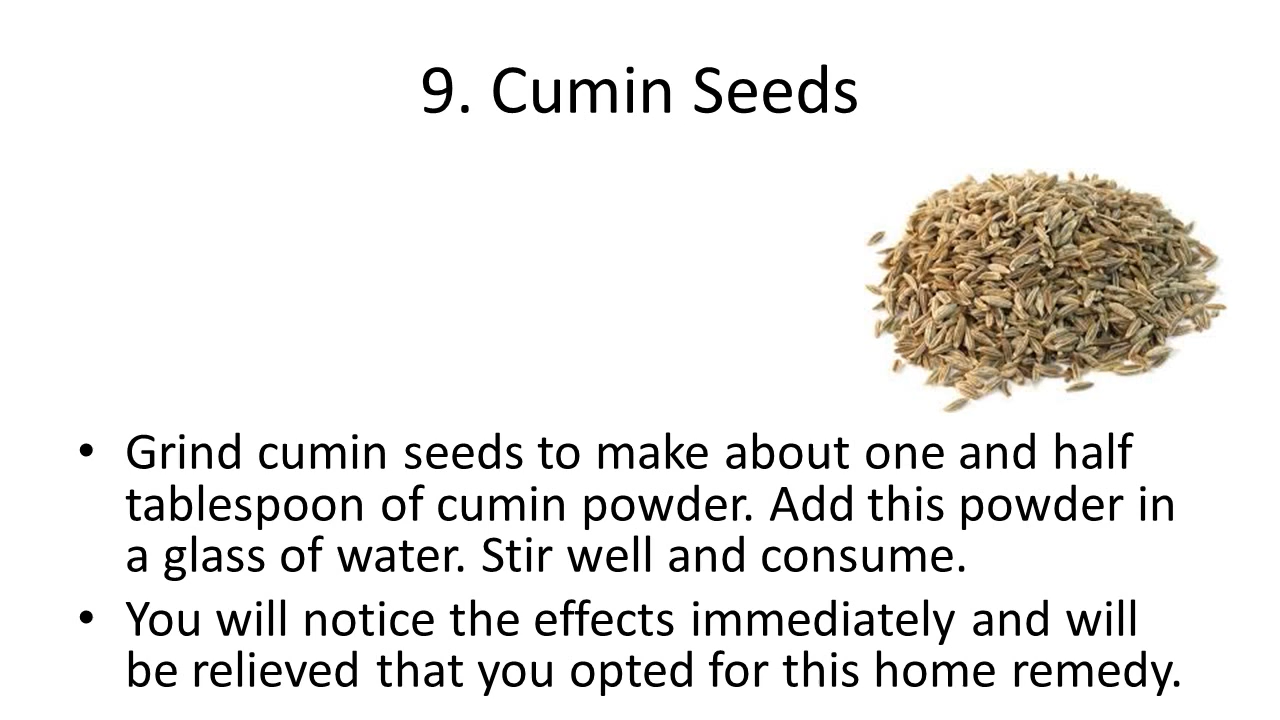 9. Cumin Seeds
• Grind cumin seeds to make about one and half
tablespoon of cumin powder. Add this powder in
a glass of water. Stir well and consume.
• You will notice the effects immediately and will
be relieved that you opted for this home remedy.